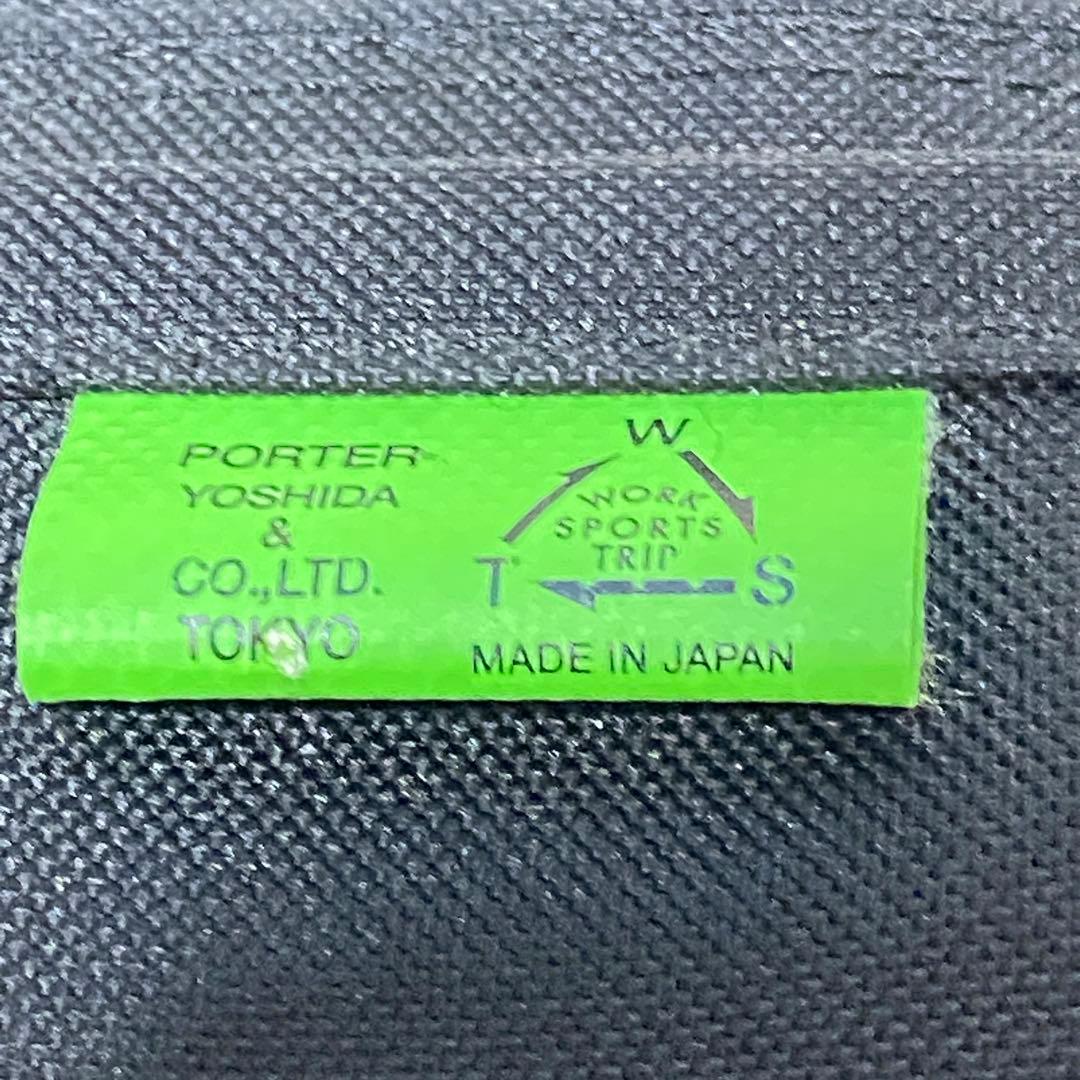 PORTER
YOSHIDA
&
CO.,LTD.
TOKYO
W
WORK
SPORTS
TRIP
T S
MADE IN JAPAN